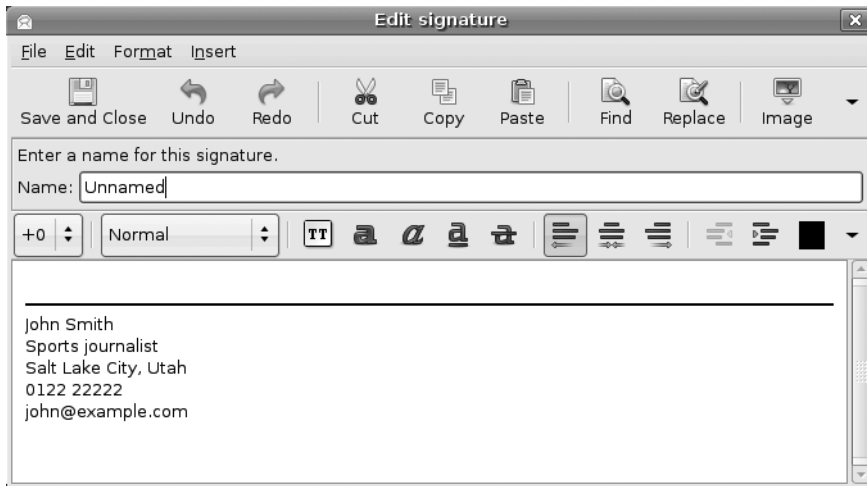 Edit signature
File Edit Format Insert
Save and Close Undo Redo Cut Copy Paste Find Replace Image
Enter a name for this signature.
Name: Unnamed
+0 Normal TT a a a a
John Smith
Sports journalist
Salt Lake City, Utah
0122 22222
john@example.com